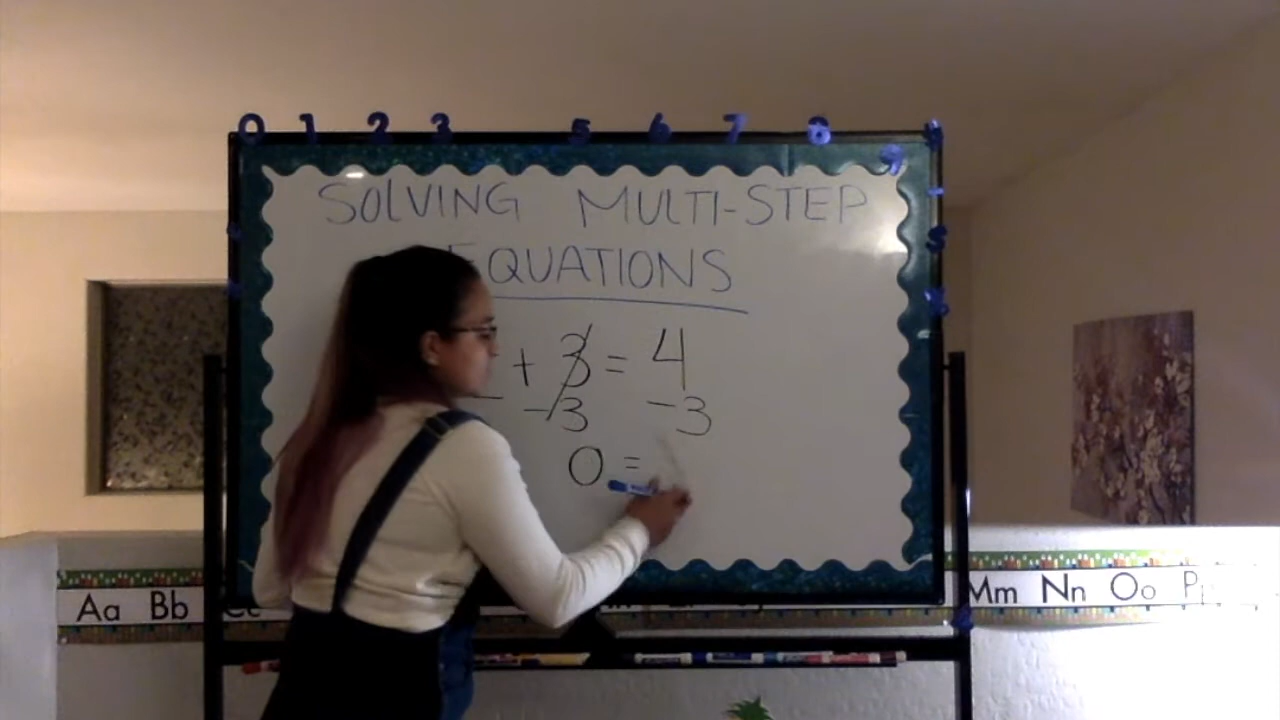 0 1 2 3 5 6 7 8
9
SOLVING MULTI-STEP
EQUATIONS
+ 3 = 4
- -3 -3
0 =
Aa Bb Cc Mm Nn Oo